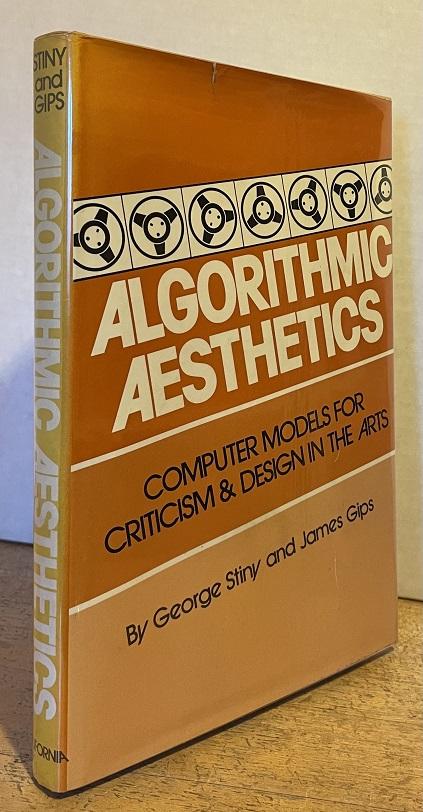 STINY
and
GIPS
ALGORITHMIC AESTHETICS
FORNIA
ALGORITHMIC
AESTHETICS
COMPUTER MODELS FOR
CRITICISM & DESIGN IN THE ARTS
By George Stiny and James Gips